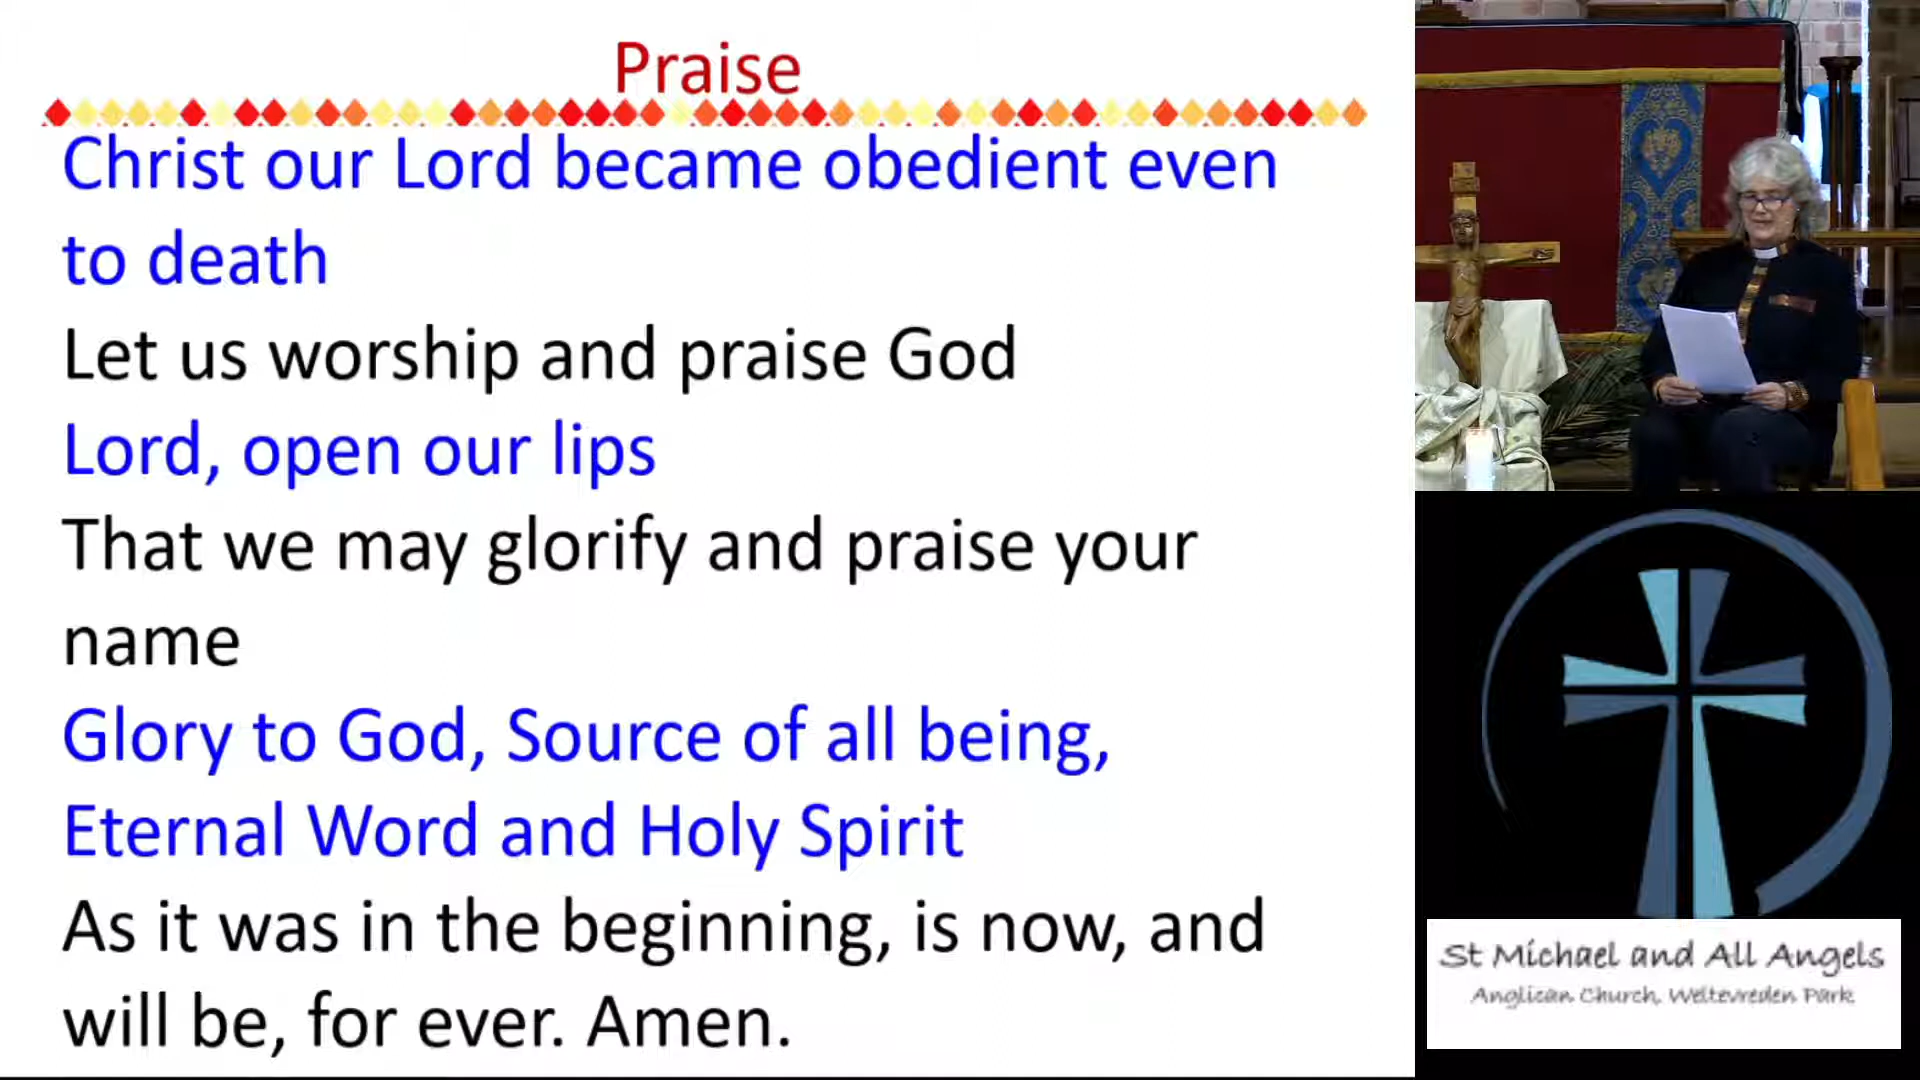 Praise
Christ our Lord became obedient even
to death
Let us worship and praise God
Lord, open our lips
That we may glorify and praise your
name
Glory to God, Source of all being,
Eternal Word and Holy Spirit
As it was in the beginning, is now, and
will be, for ever. Amen.
St Michael and All Angels
Anglican Church, Weltevreden Park